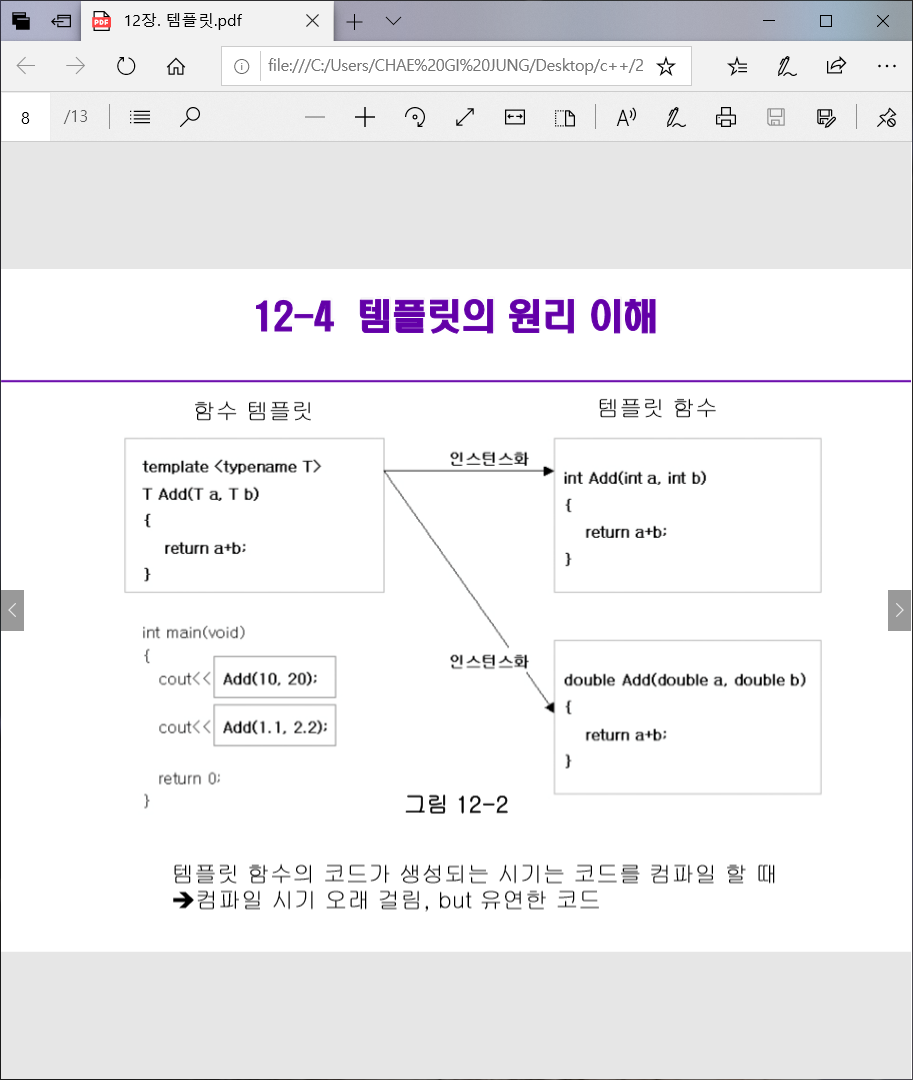 12장. 템플릿.pdf
file:///C:/Users/CHAE%20GI%20JUNG/Desktop/c++/2
8 /13
12-4 템플릿의 원리 이해
함수 템플릿
템플릿 함수
template <typename T>
T Add(T a, T b)
{
return a+b;
}
인스턴스화
int Add(int a, int b)
{
return a+b;
}
int main(void)
{
cout<< Add(10, 20);
cout<< Add(1.1, 2.2);
return 0;
}
인스턴스화
double Add(double a, double b)
{
return a+b;
}
그림 12-2
템플릿 함수의 코드가 생성되는 시기는 코드를 컴파일 할 때
➔컴파일 시기 오래 걸림, but 유연한 코드